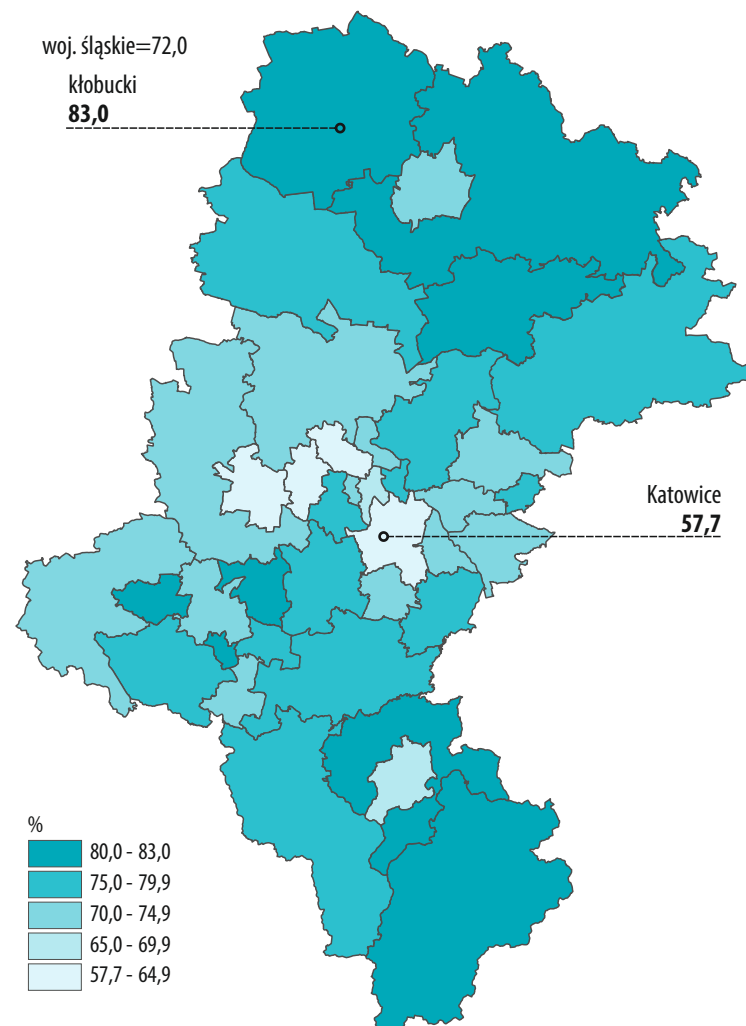 woj. śląskie=72,0
kłobucki
83,0
Katowice
57,7
%
80,0 - 83,0
75,0 - 79,9
70,0 - 74,9
65,0 - 69,9
57,7 - 64,9